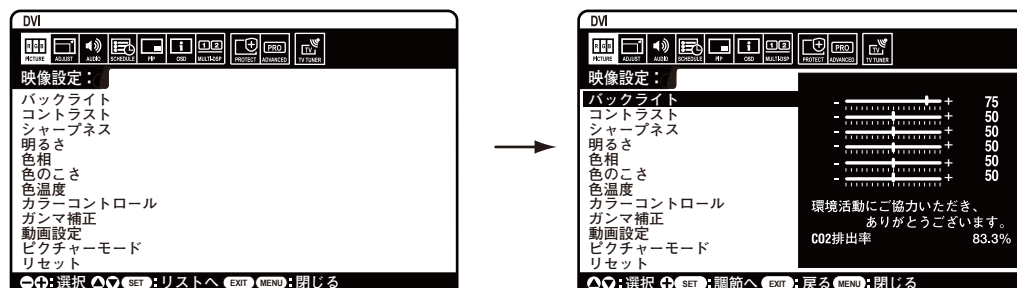 DVI
RGB
PICTURE ADJUST AUDIO SCHEDULE PIP OSD MULTI-DSP PROTECT ADVANCED TV TUNER
PRO
TV
映像設定：
バックライト
コントラスト
シャープネス
明るさ
色相
色のこさ
色温度
カラーコントロール
ガンマ補正
動画設定
ピクチャーモード
リセット
選択 SET：リストへ EXIT MENU：閉じる
DVI
RGB
PICTURE ADJUST AUDIO SCHEDULE PIP OSD MULTI-DSP PROTECT ADVANCED TV TUNER
PRO
TV
映像設定：
バックライト - + 75
コントラスト - + 50
シャープネス - + 50
明るさ - + 50
色相 - + 50
色のこさ - + 50
色温度
カラーコントロール
ガンマ補正
動画設定
ピクチャーモード
リセット
環境活動にご協力いただき、
ありがとうございます。
CO2排出率 83.3%
：選択 SET：調節へ EXIT：戻る MENU：閉じる